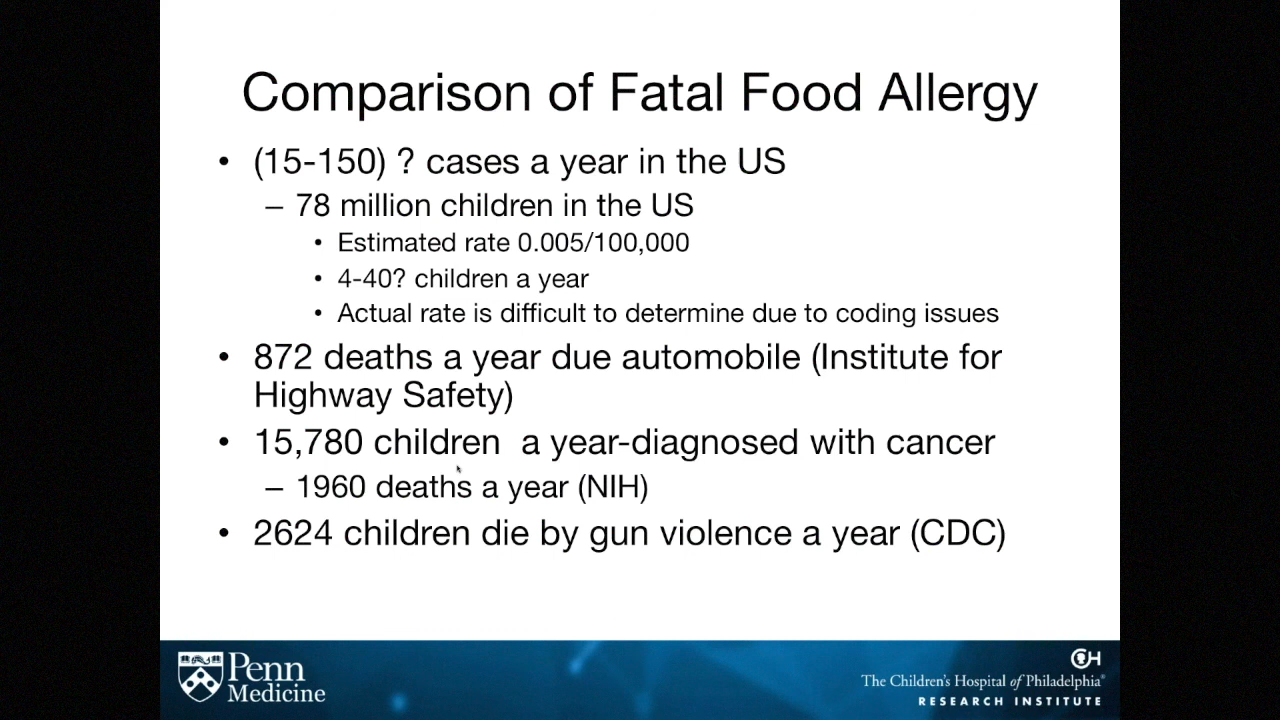 Comparison of Fatal Food Allergy
• (15-150) ? cases a year in the US
– 78 million children in the US
• Estimated rate 0.005/100,000
• 4-40? children a year
• Actual rate is difficult to determine due to coding issues
• 872 deaths a year due automobile (Institute for
Highway Safety)
• 15,780 children a year-diagnosed with cancer
– 1960 deaths a year (NIH)
• 2624 children die by gun violence a year (CDC)
Penn
Medicine
CH
The Children's Hospital of Philadelphia®
RESEARCH INSTITUTE